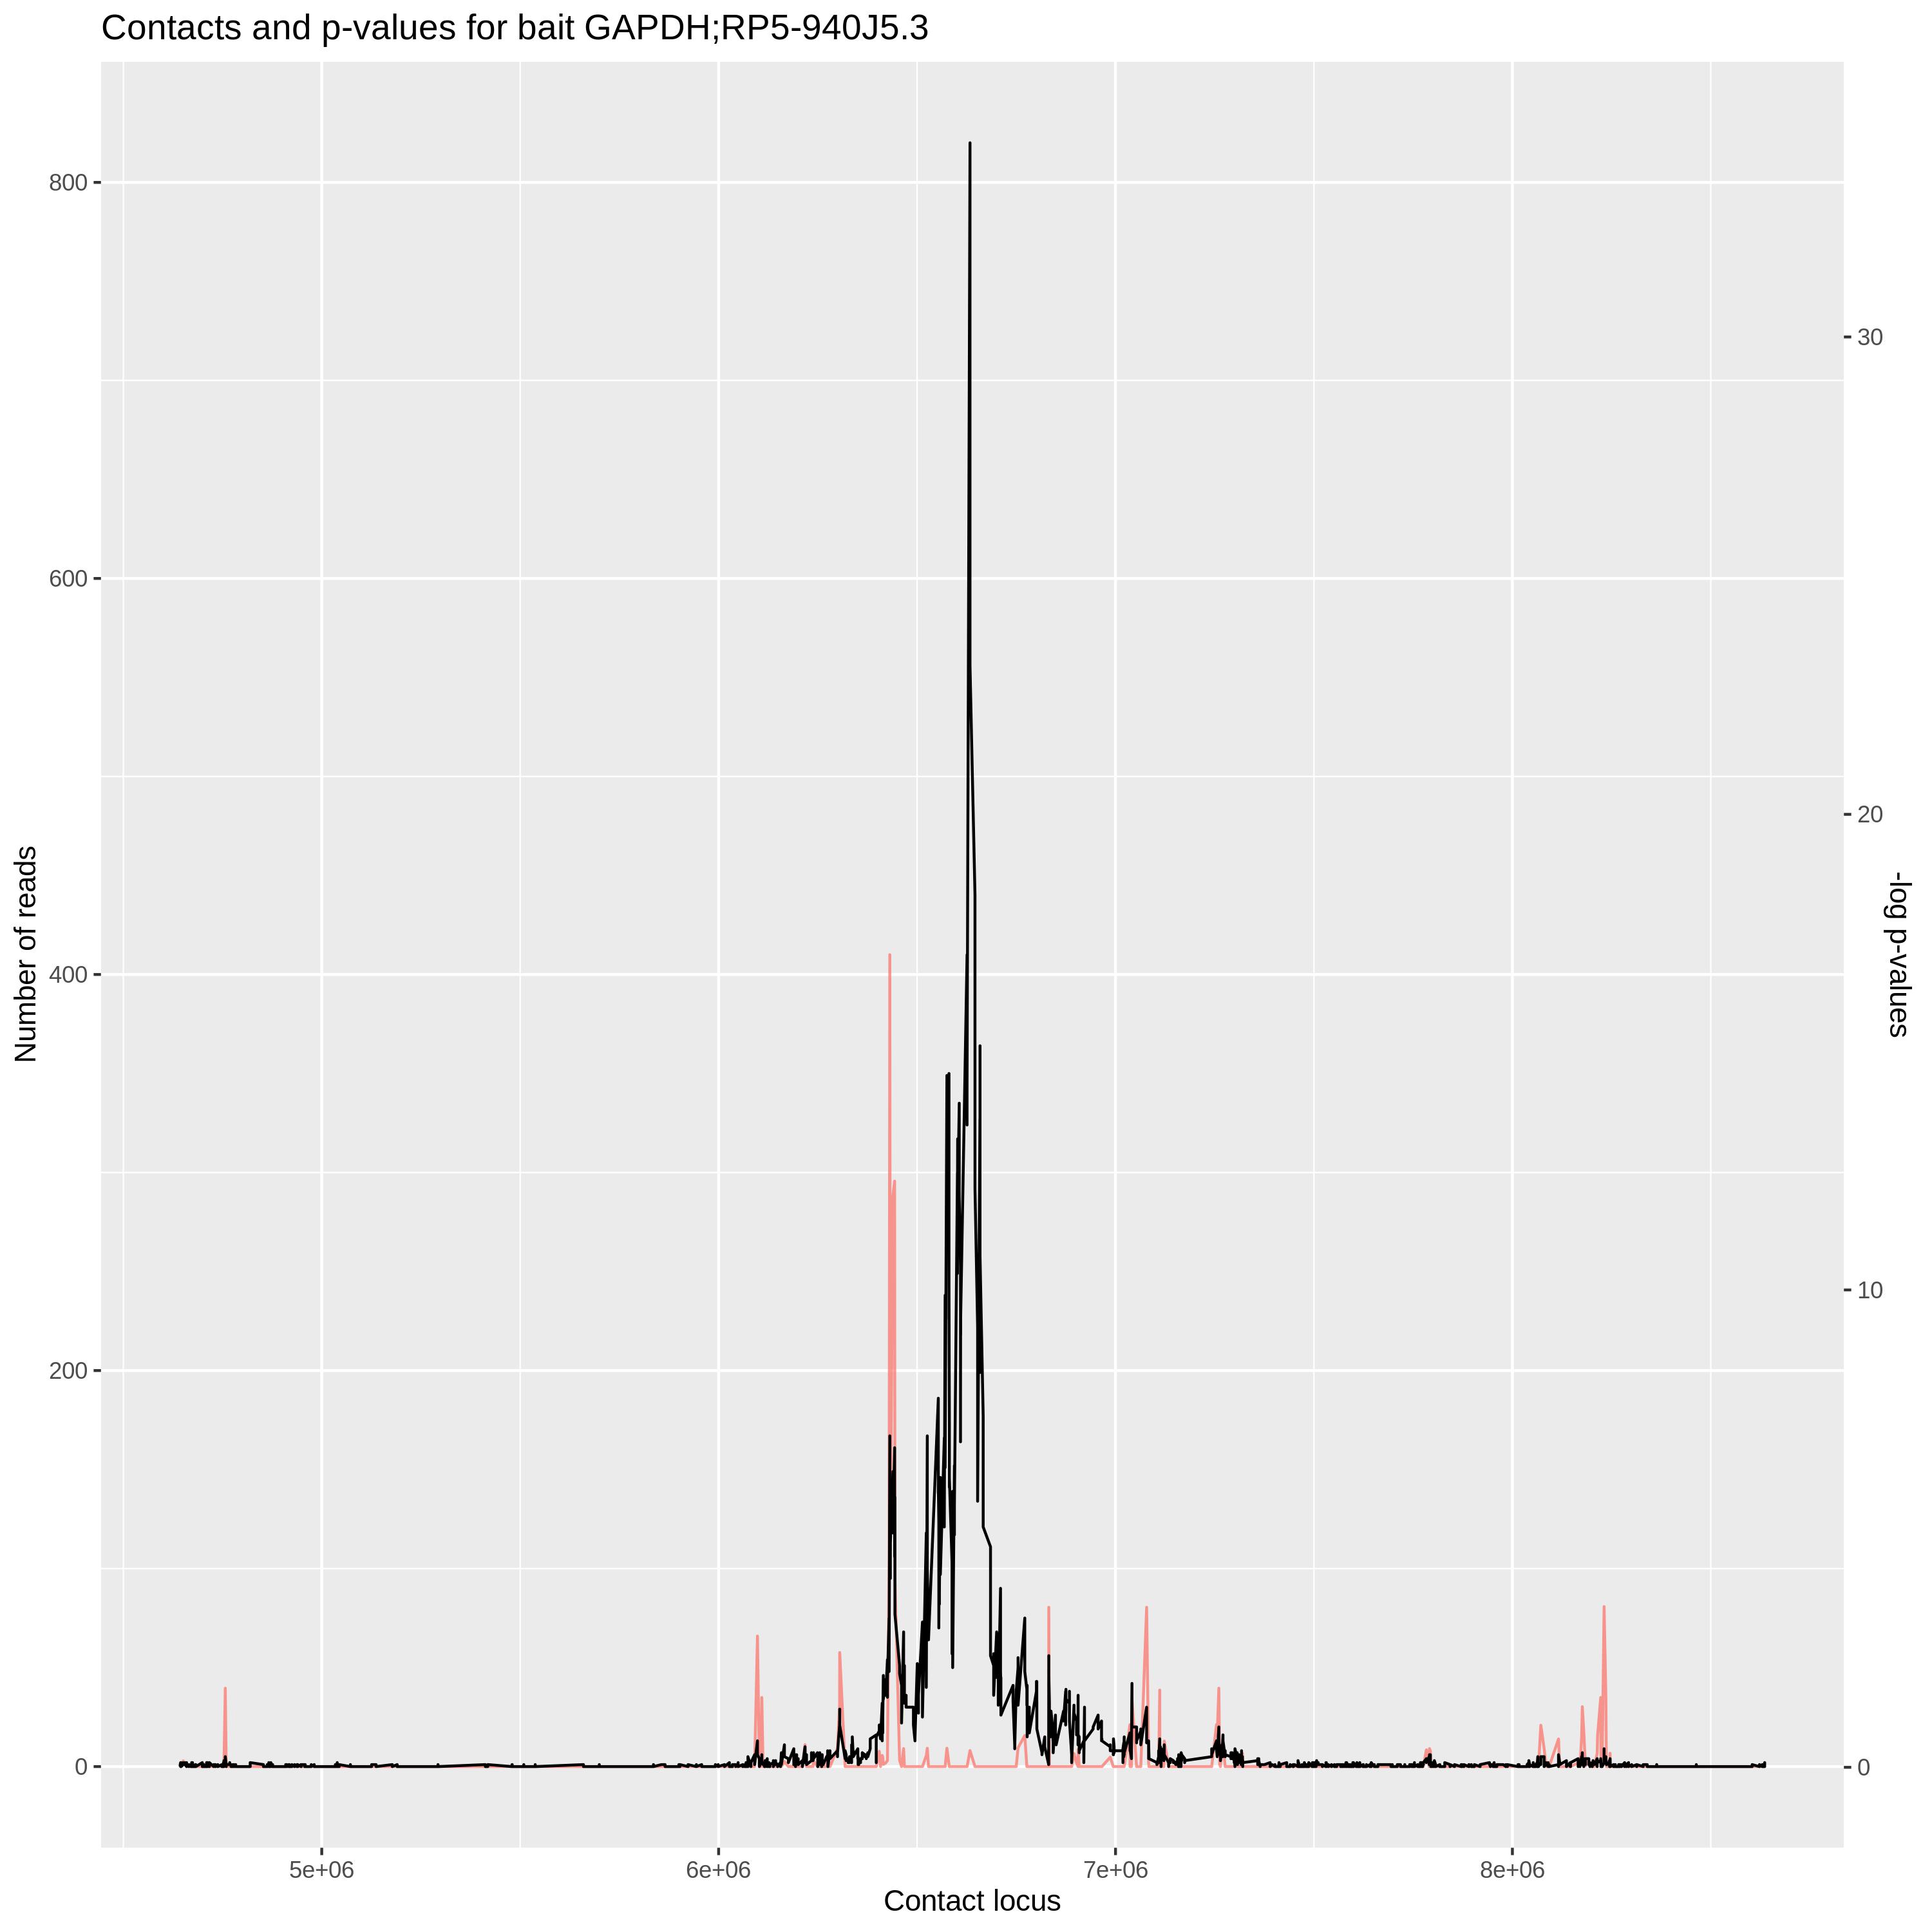 Contacts and p-values for bait GAPDH;RP5-940J5.3
800
600
400
200
0
Number of reads
30
20
10
0
-log p-values
5e+06 6e+06 7e+06 8e+06
Contact locus